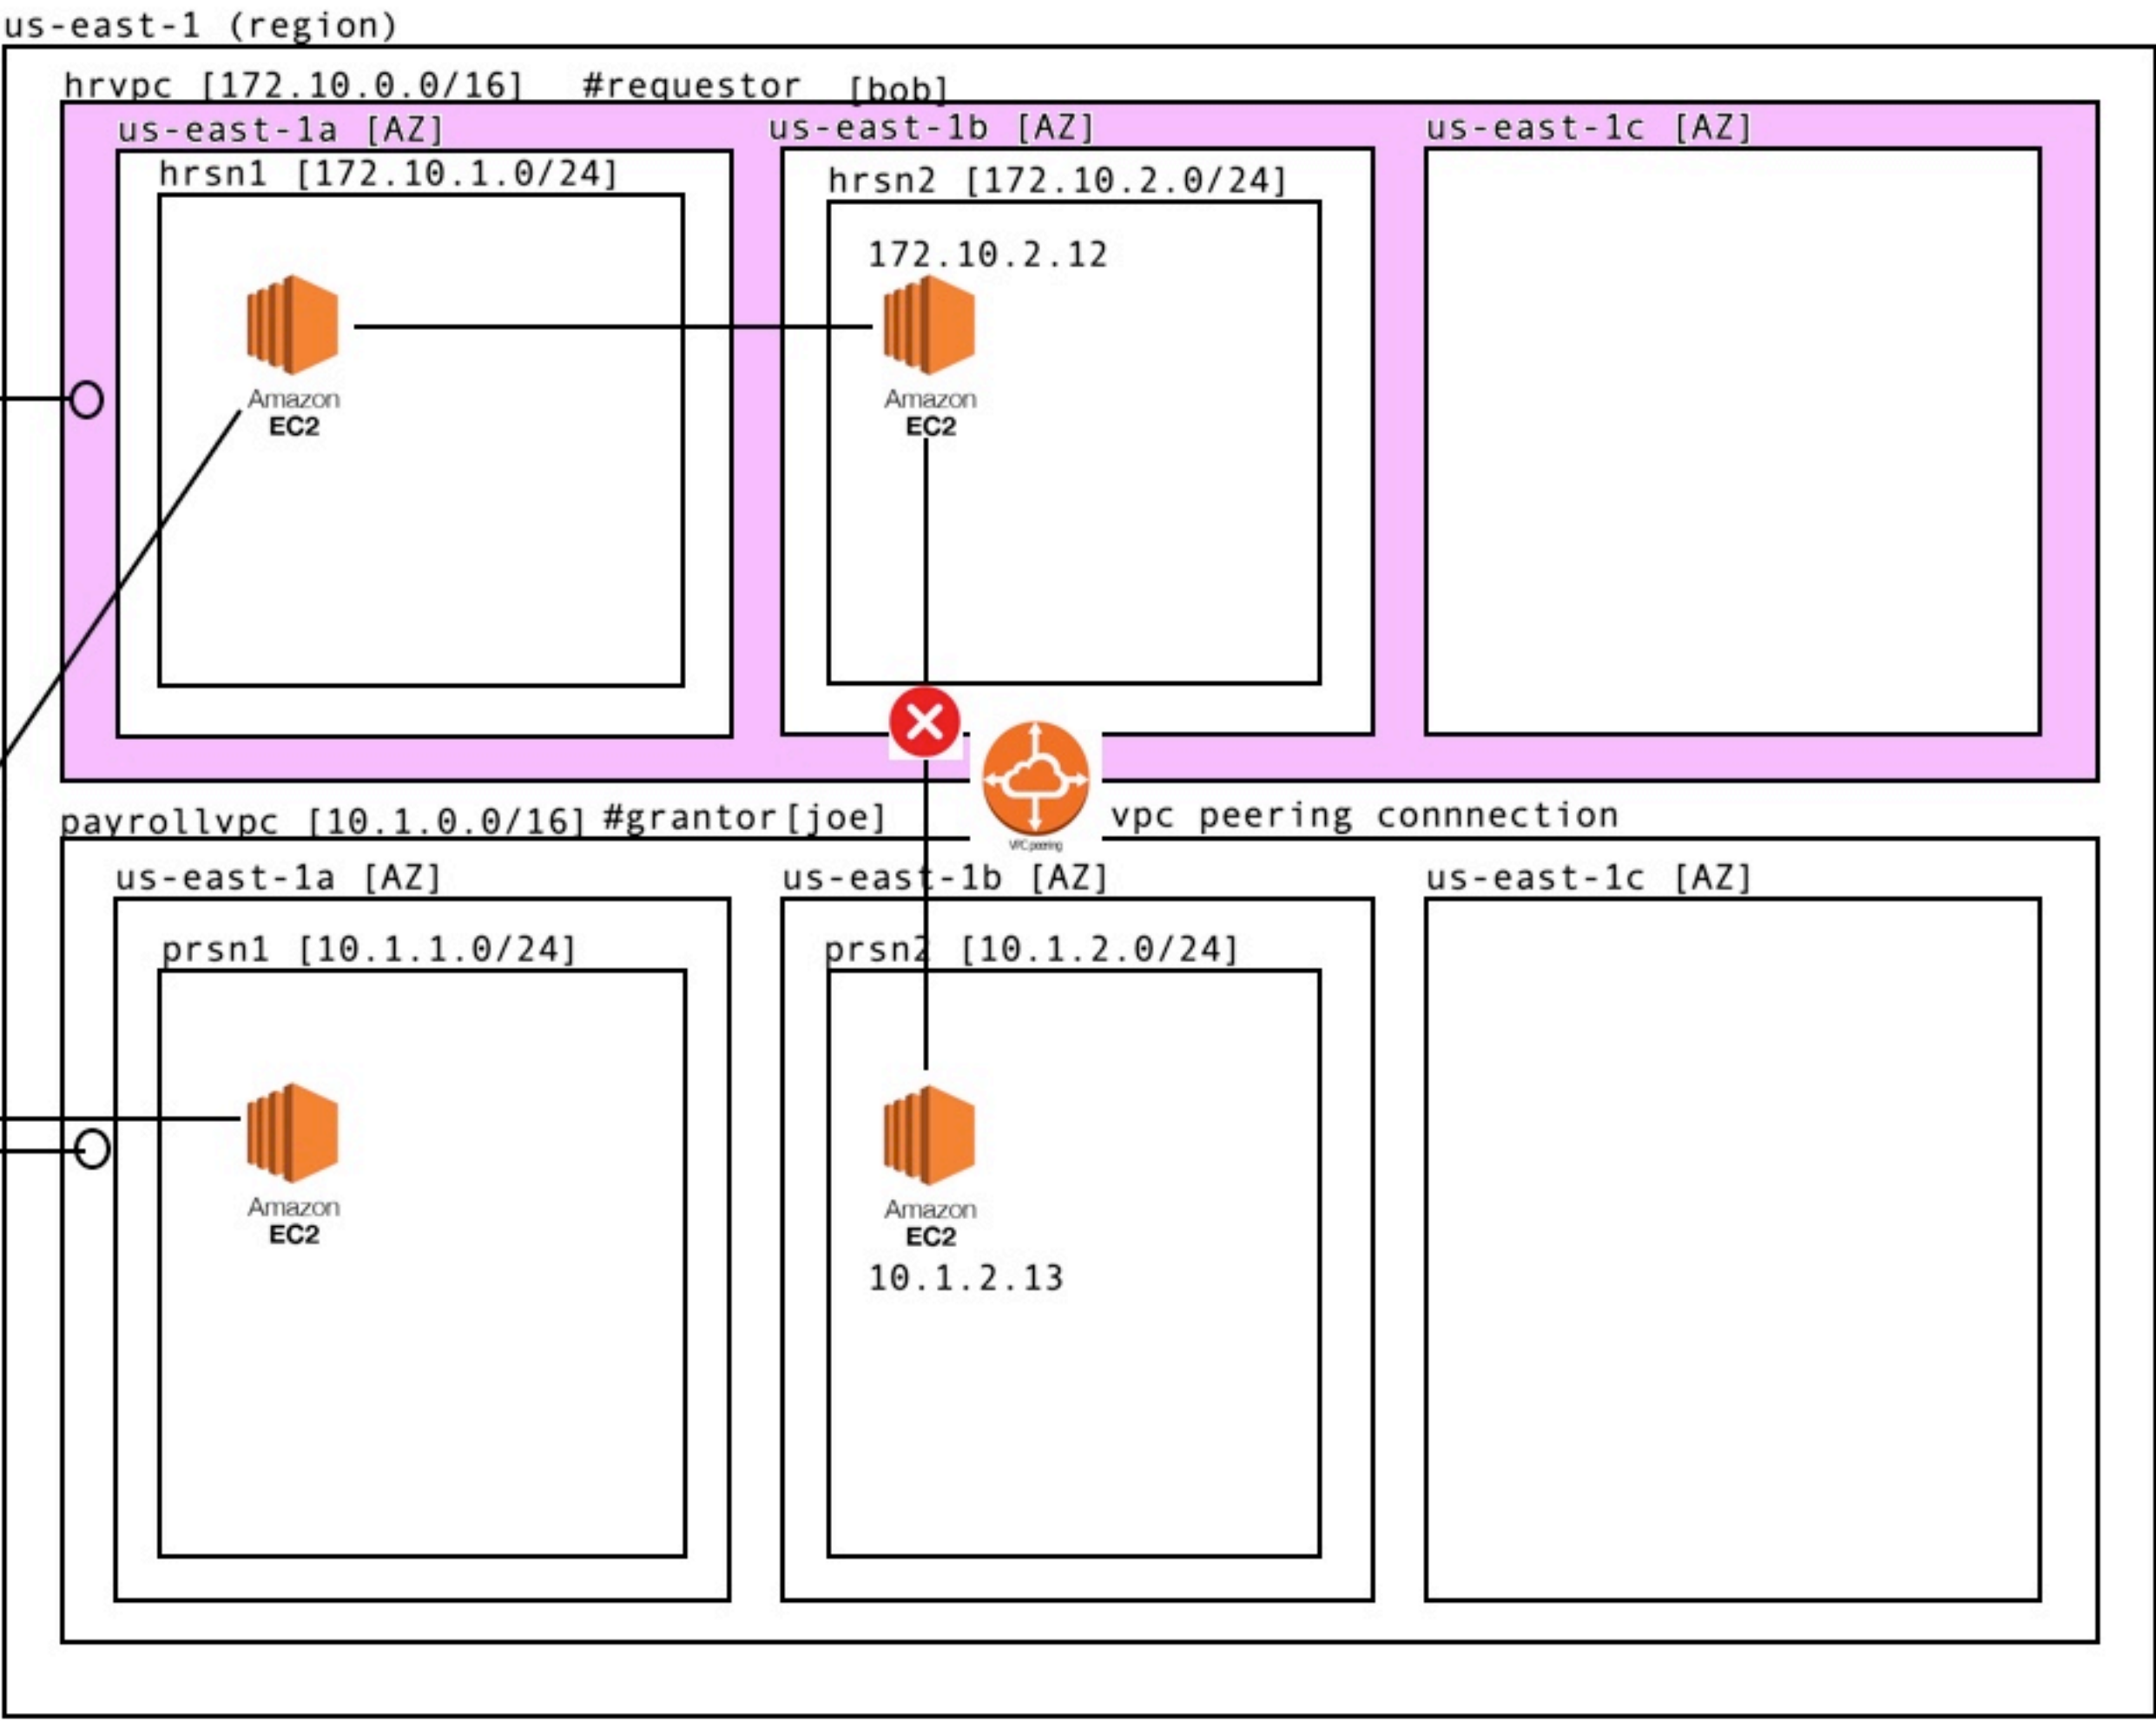 us-east-1 (region)
hrvpc [172.10.0.0/16] #requestor [bob]
us-east-1a [AZ] us-east-1b [AZ] us-east-1c [AZ]
hrsn1 [172.10.1.0/24] hrsn2 [172.10.2.0/24]
172.10.2.12
Amazon Amazon
EC2 EC2
payrollvpc [10.1.0.0/16] #grantor[joe] vpc peering connnection
VPC peering
us-east-1a [AZ] us-east-1b [AZ] us-east-1c [AZ]
prsn1 [10.1.1.0/24] prsn2 [10.1.2.0/24]
Amazon Amazon
EC2 EC2
10.1.2.13